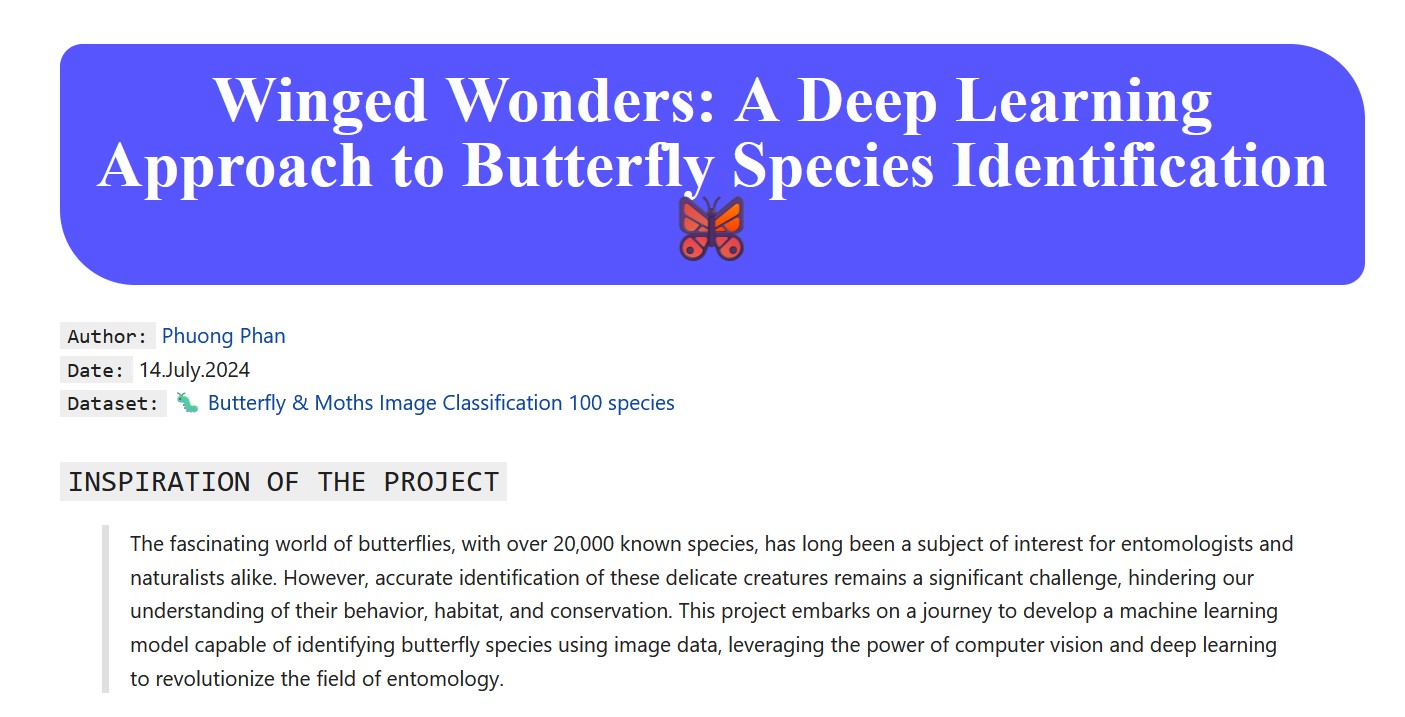 Winged Wonders: A Deep Learning
Approach to Butterfly Species Identification
Author: Phuong Phan
Date: 14.July.2024
Dataset: Butterfly & Moths Image Classification 100 species
INSPIRATION OF THE PROJECT
The fascinating world of butterflies, with over 20,000 known species, has long been a subject of interest for entomologists and
naturalists alike. However, accurate identification of these delicate creatures remains a significant challenge, hindering our
understanding of their behavior, habitat, and conservation. This project embarks on a journey to develop a machine learning
model capable of identifying butterfly species using image data, leveraging the power of computer vision and deep learning
to revolutionize the field of entomology.